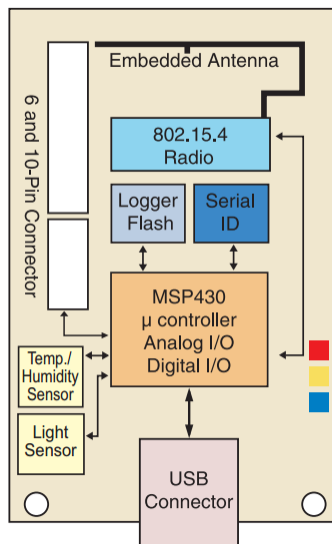 Embedded Antenna
6 and 10-Pin Connector
802.15.4
Radio
Logger
Flash
Serial
ID
MSP430
µ controller
Analog I/O
Digital I/O
Temp./
Humidity
Sensor
Light
Sensor
USB
Connector